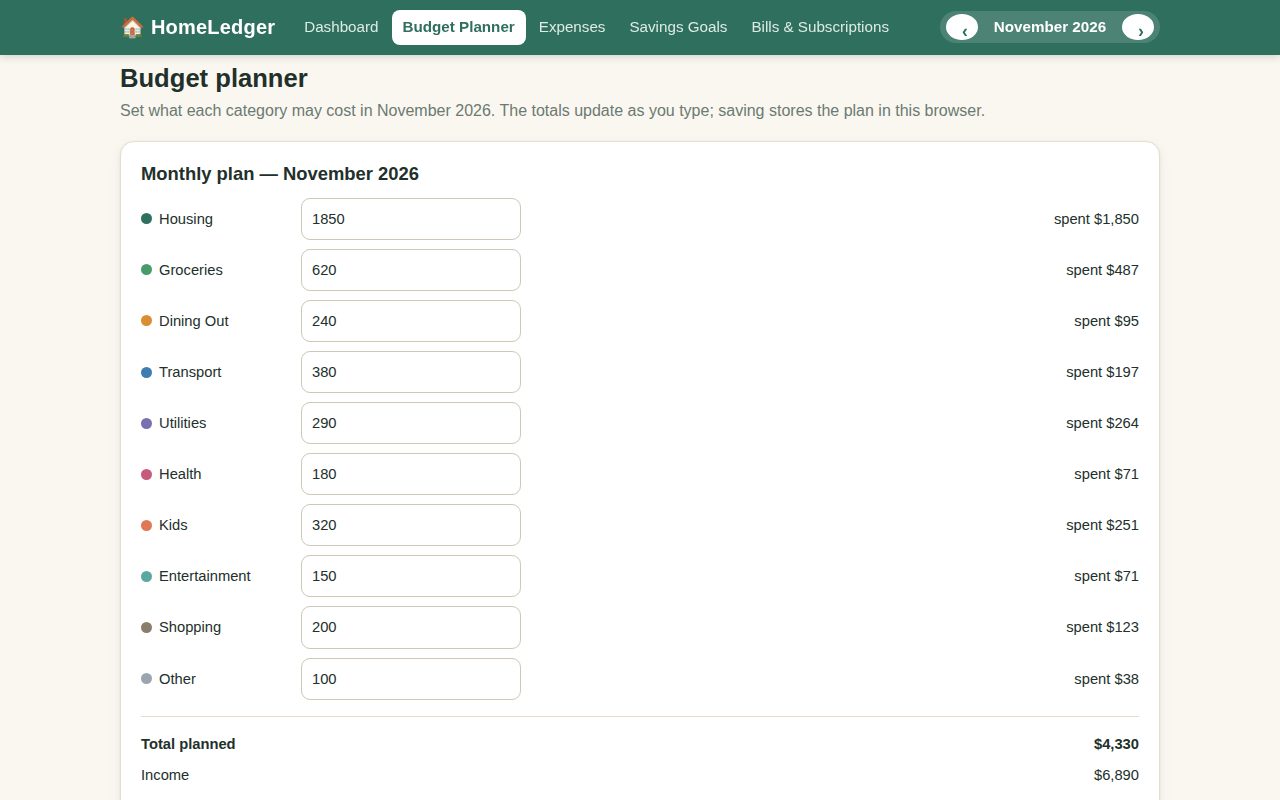 🏠 HomeLedger Dashboard Budget Planner Expenses Savings Goals Bills & Subscriptions ‹ November 2026 ›
Budget planner
Set what each category may cost in November 2026. The totals update as you type; saving stores the plan in this browser.
Monthly plan — November 2026
Housing 1850 spent $1,850
Groceries 620 spent $487
Dining Out 240 spent $95
Transport 380 spent $197
Utilities 290 spent $264
Health 180 spent $71
Kids 320 spent $251
Entertainment 150 spent $71
Shopping 200 spent $123
Other 100 spent $38
Total planned $4,330
Income $6,890